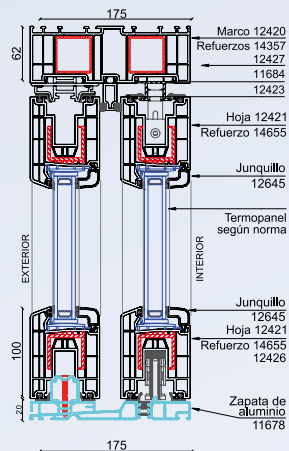 175
62
Marco 12420
Refuerzos 14357
12427
11684
12423
Hoja 12421
Refuerzo 14655
Junquillo
12645
Termopanel
según norma
EXTERIOR
INTERIOR
Junquillo
12645
Hoja 12421
Refuerzo 14655
12426
100
20
Zapata de
aluminio
11678
175